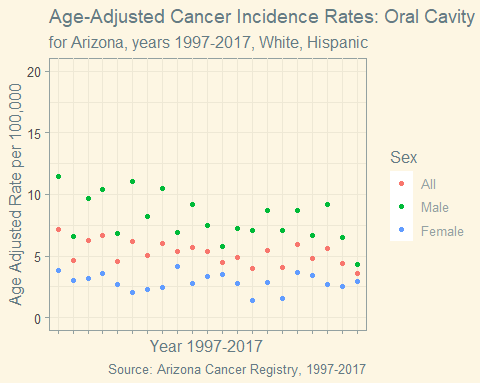 Age-Adjusted Cancer Incidence Rates: Oral Cavity
for Arizona, years 1997-2017, White, Hispanic
20
15
10
5
0
Age Adjusted Rate per 100,000
Year 1997-2017
Sex
All
Male
Female
Source: Arizona Cancer Registry, 1997-2017